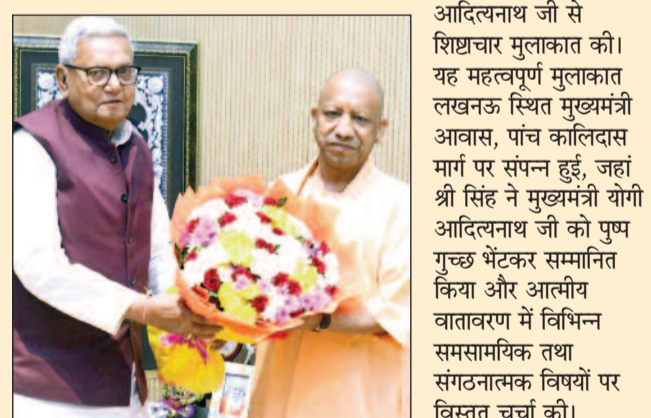 आदित्यनाथ जी से
शिष्टाचार मुलाकात की।
यह महत्वपूर्ण मुलाकात
लखनऊ स्थित मुख्यमंत्री
आवास, पांच कालिदास
मार्ग पर संपन्न हुई, जहां
श्री सिंह ने मुख्यमंत्री योगी
आदित्यनाथ जी को पुष्प
गुच्छ भेंटकर सम्मानित
किया और आत्मीय
वातावरण में विभिन्न
समसामयिक तथा
संगठनात्मक विषयों पर
विस्तृत चर्चा की।